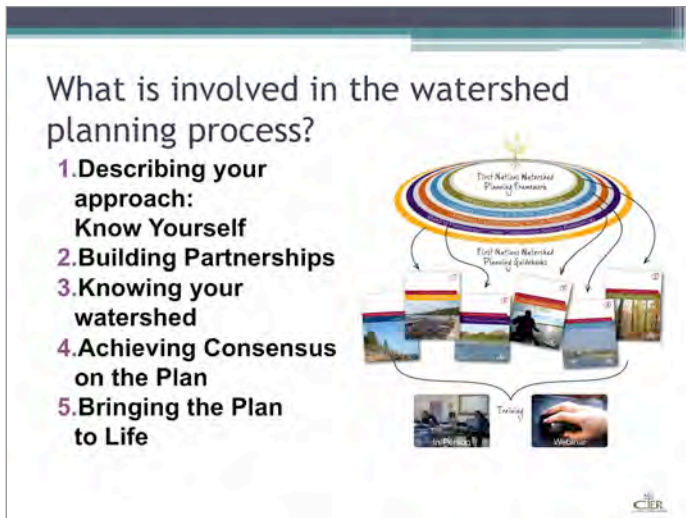 What is involved in the watershed
planning process?
1.Describing your
approach:
Know Yourself
2.Building Partnerships
3.Knowing your
watershed
4.Achieving Consensus
on the Plan
5.Bringing the Plan
to Life
First Nations Watershed
Planning Framework
First Nations Watershed
Planning Guidebooks
Training
In Person
Webinar
CIER